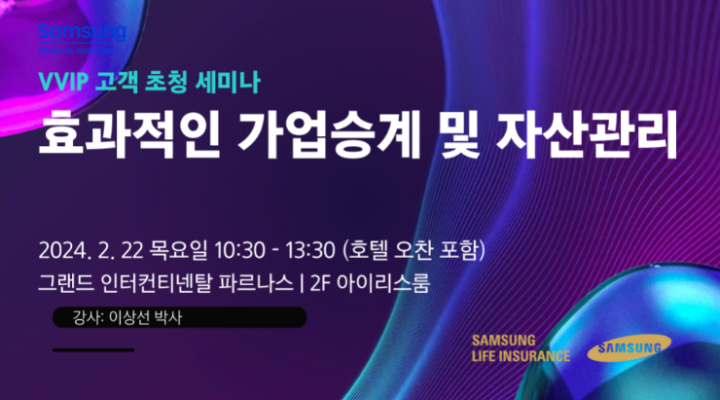 Samsung
VVIP 고객 초청 세미나
효과적인 가업승계 및 자산관리
2024. 2. 22 목요일 10:30 - 13:30 (호텔 오찬 포함)
그랜드 인터컨티넨탈 파르나스 | 2F 아이리스룸
강사: 이상선 박사
SAMSUNG
LIFE INSURANCE
SAMSUNG